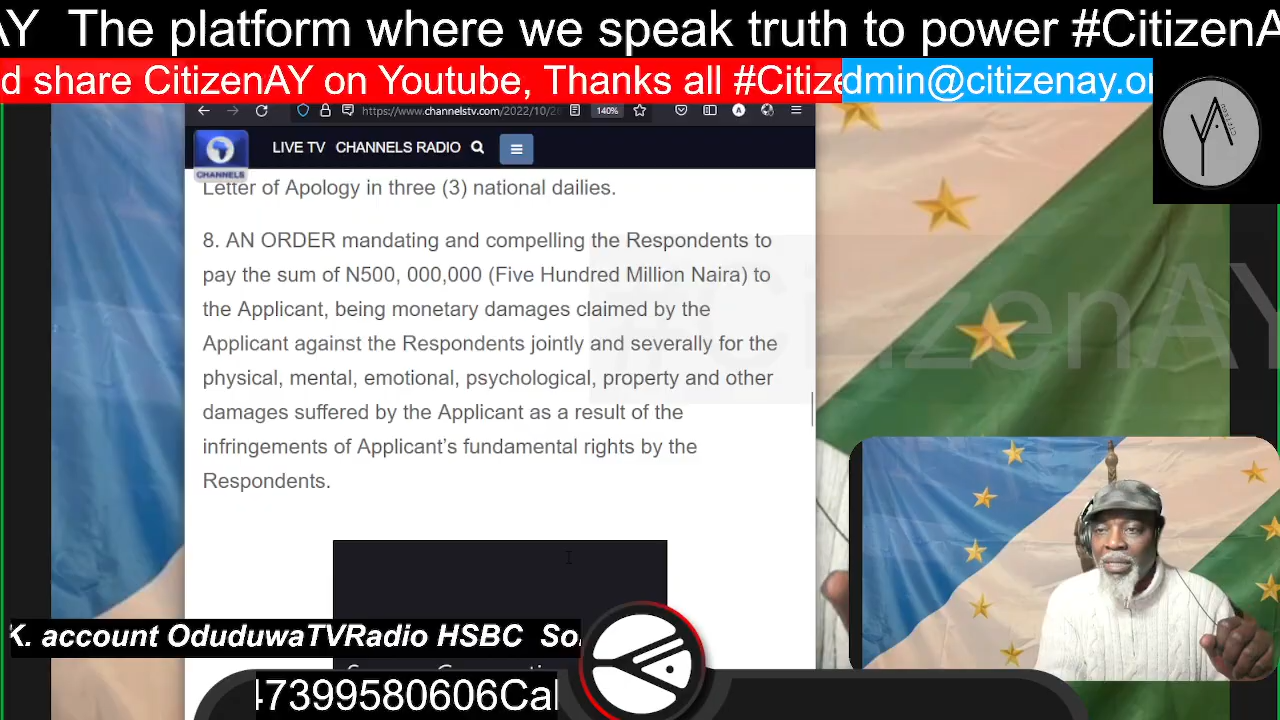 AY The platform where we speak truth to power #CitizenA
d share CitizenAY on Youtube, Thanks all #Citize
dmin@citizenay.or
https://www.channelstv.com/2022/10/2
140%
CHANNELS
LIVE TV CHANNELS RADIO
Letter of Apology in three (3) national dailies.
8. AN ORDER mandating and compelling the Respondents to
pay the sum of N500, 000,000 (Five Hundred Million Naira) to
the Applicant, being monetary damages claimed by the
Applicant against the Respondents jointly and severally for the
physical, mental, emotional, psychological, property and other
damages suffered by the Applicant as a result of the
infringements of Applicant's fundamental rights by the
Respondents.
#CitizenAY
K. account OduduwaTVRadio HSBC So
47399580606Cal